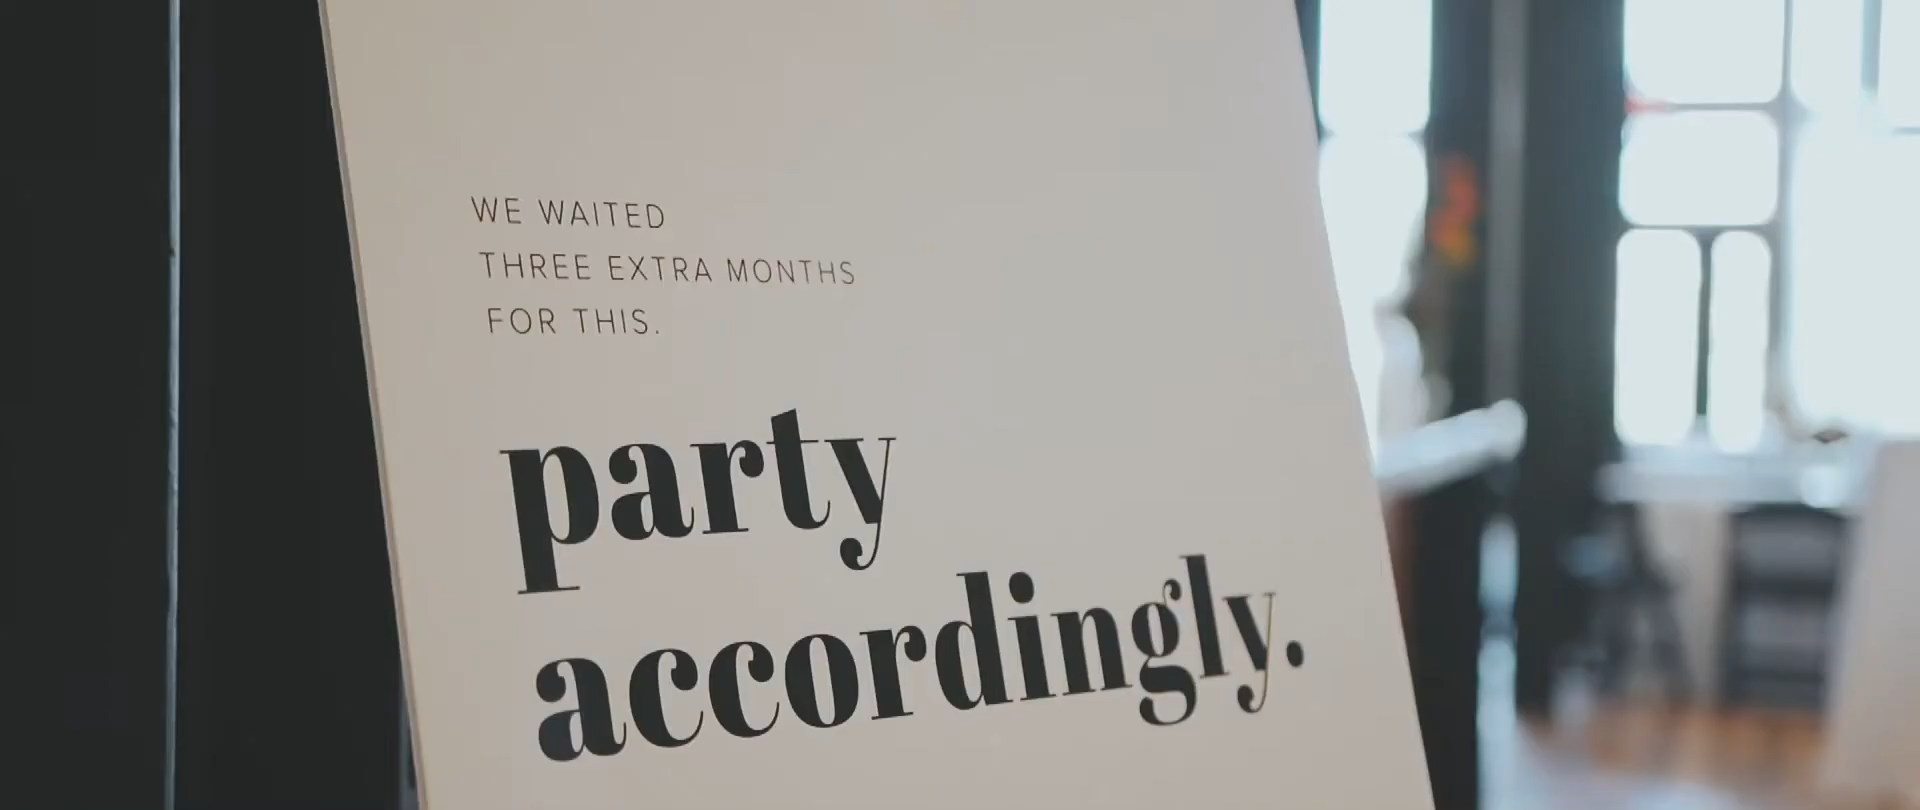 WE WAITED
THREE EXTRA MONTHS
FOR THIS.
party
accordingly.